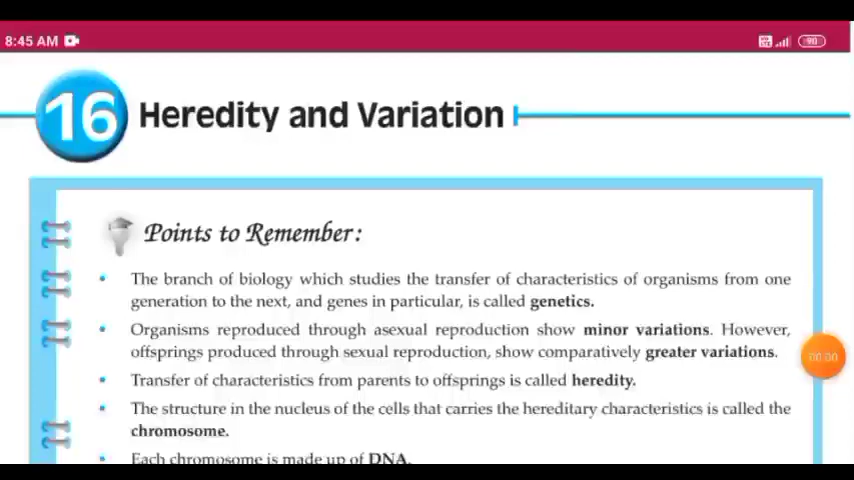 8:45 AM
90
16 Heredity and Variation
Points to Remember:
• The branch of biology which studies the transfer of characteristics of organisms from one
generation to the next, and genes in particular, is called genetics.
• Organisms reproduced through asexual reproduction show minor variations. However,
offsprings produced through sexual reproduction, show comparatively greater variations.
00:00
• Transfer of characteristics from parents to offsprings is called heredity.
• The structure in the nucleus of the cells that carries the hereditary characteristics is called the
chromosome.
• Each chromosome is made up of DNA.